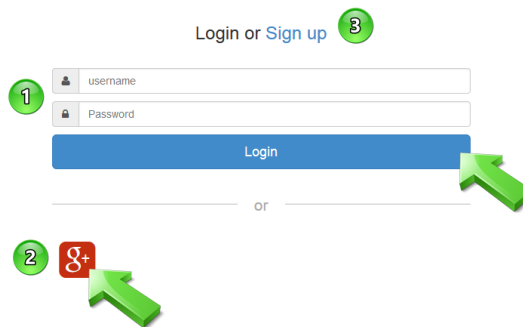 Login or Sign up 3
1
username
Password
Login
or
2 g+